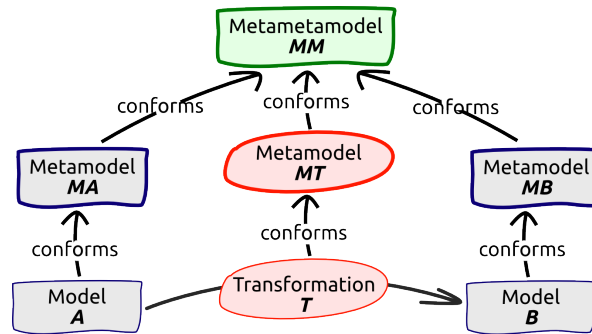 Metametamodel
MM
conforms
conforms
conforms
Metamodel
MA
Metamodel
MT
Metamodel
MB
conforms
conforms
conforms
Model
A
Transformation
T
Model
B